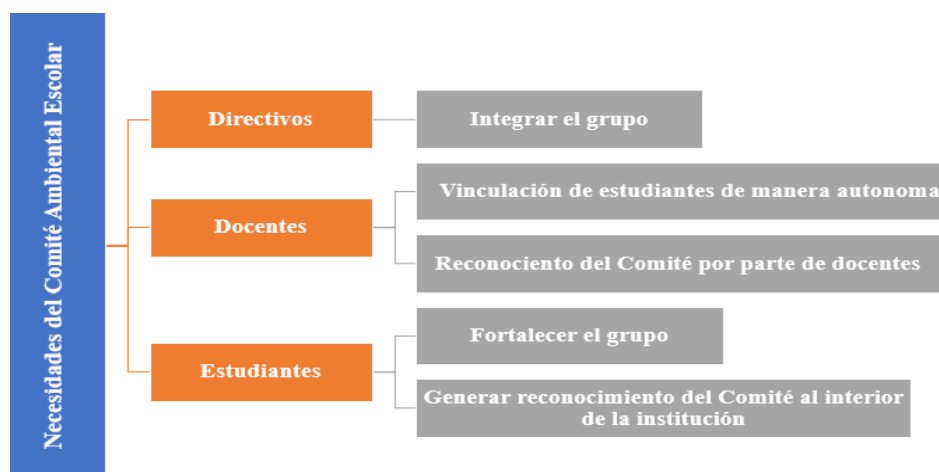 Necesidades del Comité Ambiental Escolar
Directivos
Integrar el grupo
Docentes
Vinculación de estudiantes de manera autonoma
Reconociento del Comité por parte de docentes
Estudiantes
Fortalecer el grupo
Generar reconocimiento del Comité al interior
de la institución